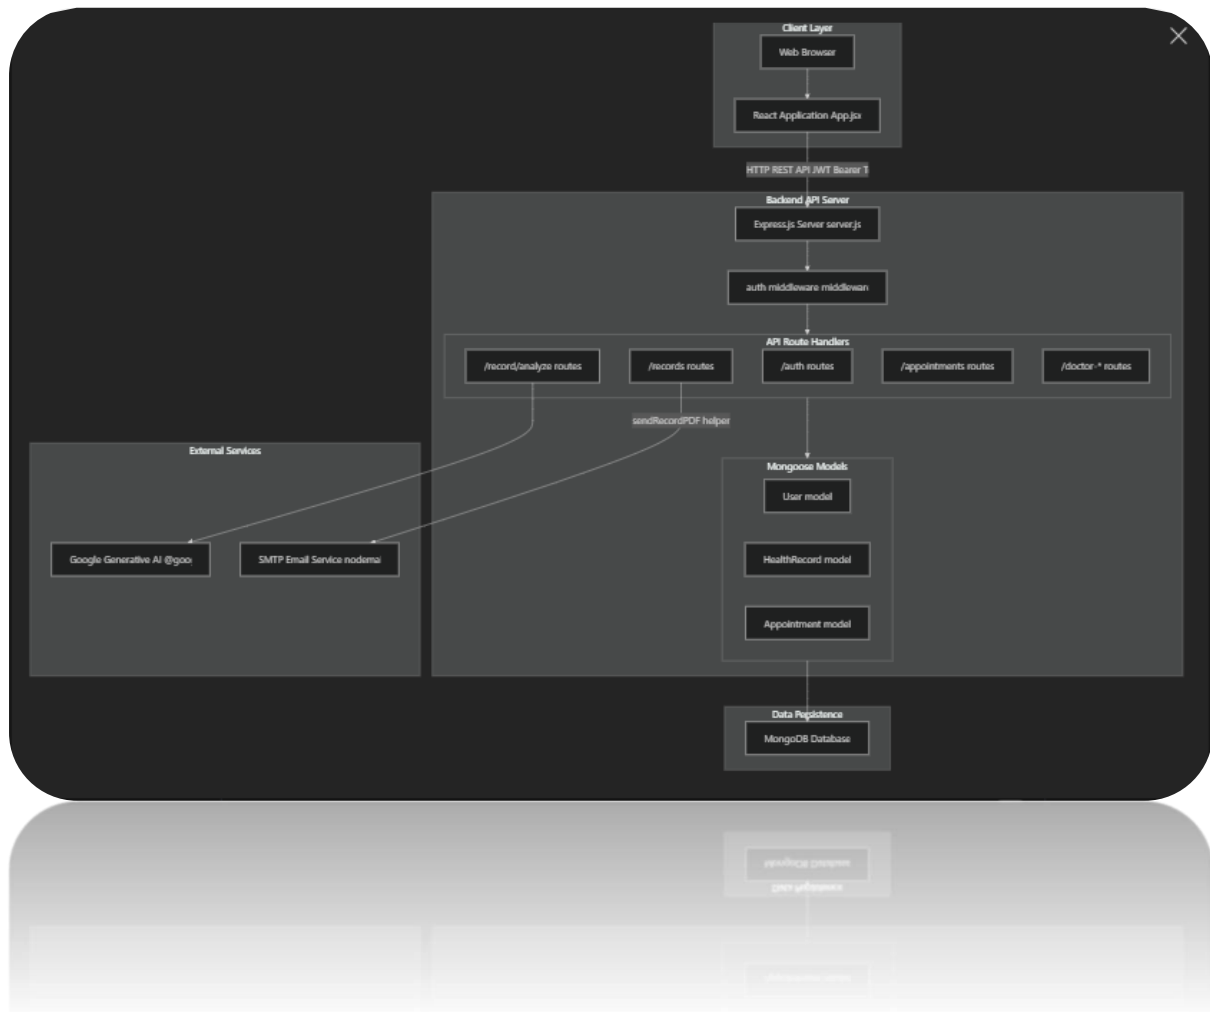 Client Layer
Web Browser
React Application App.jsx
HTTP REST API JWT Bearer T
Backend API Server
Express.js Server server.js
auth middleware middlewar
API Route Handlers
/record/analyze routes
/records routes
/auth routes
/appointments routes
/doctor-* routes
sendRecordPDF helper
External Services
Google Generative AI @goo
SMTP Email Service nodemai
Mongoose Models
User model
HealthRecord model
Appointment model
Data Persistence
MongoDB Database